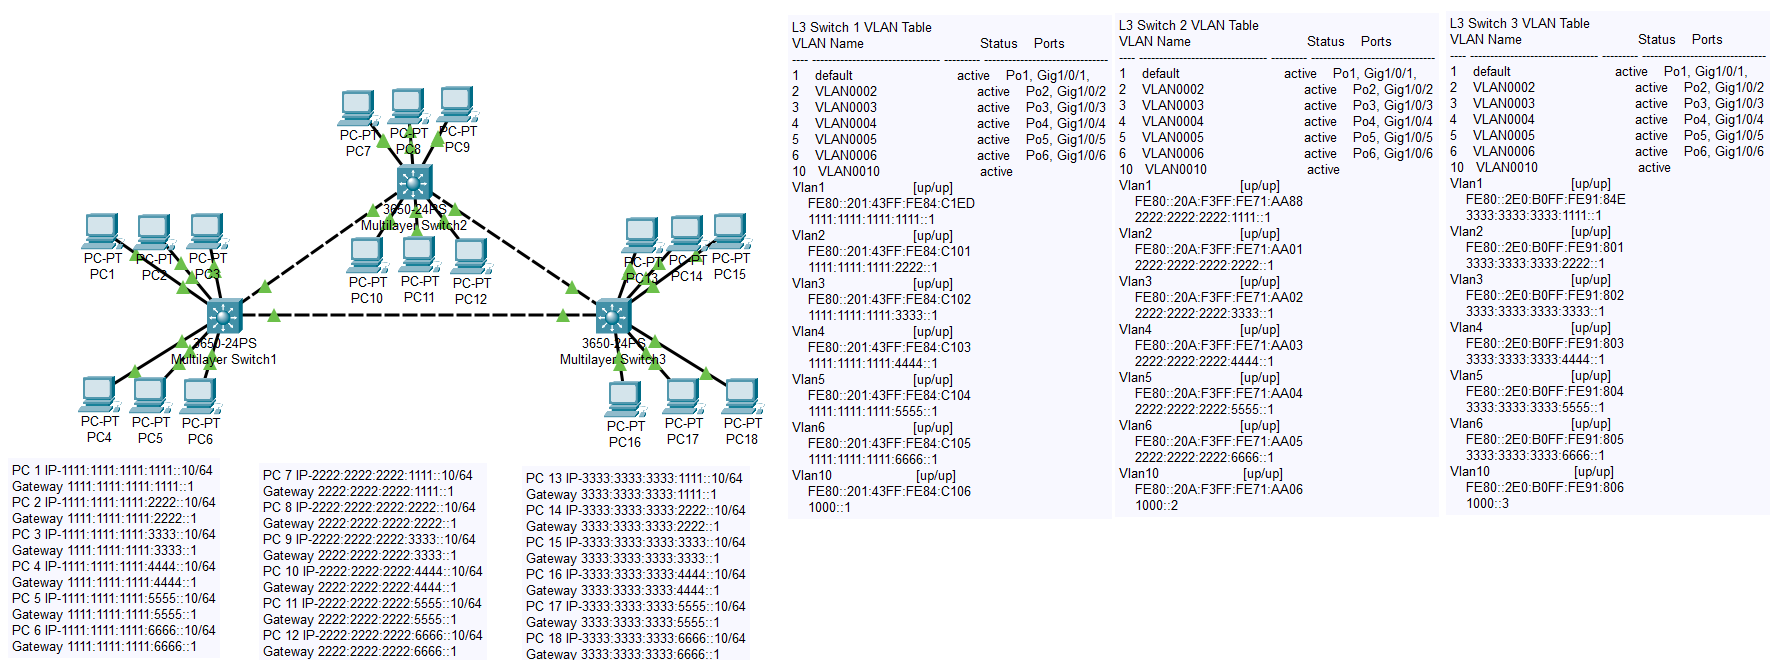 PC-PT
PC7
PC-PT
PC8
PC-PT
PC9
3650-24PS
Multilayer Switch2
PC-PT
PC10
PC-PT
PC11
PC-PT
PC12
PC-PT
PC1
PC-PT
PC2
PC-PT
PC3
3650-24PS
Multilayer Switch1
PC-PT
PC4
PC-PT
PC5
PC-PT
PC6
PC-PT
PC13
PC-PT
PC14
PC-PT
PC15
3650-24PS
Multilayer Switch3
PC-PT
PC16
PC-PT
PC17
PC-PT
PC18
PC 1 IP-1111:1111:1111:1111::10/64
Gateway 1111:1111:1111:1111::1
PC 2 IP-1111:1111:1111:2222::10/64
Gateway 1111:1111:1111:2222::1
PC 3 IP-1111:1111:1111:3333::10/64
Gateway 1111:1111:1111:3333::1
PC 4 IP-1111:1111:1111:4444::10/64
Gateway 1111:1111:1111:4444::1
PC 5 IP-1111:1111:1111:5555::10/64
Gateway 1111:1111:1111:5555::1
PC 6 IP-1111:1111:1111:6666::10/64
Gateway 1111:1111:1111:6666::1
PC 7 IP-2222:2222:2222:1111::10/64
Gateway 2222:2222:2222:1111::1
PC 8 IP-2222:2222:2222:2222::10/64
Gateway 2222:2222:2222:2222::1
PC 9 IP-2222:2222:2222:3333::10/64
Gateway 2222:2222:2222:3333::1
PC 10 IP-2222:2222:2222:4444::10/64
Gateway 2222:2222:2222:4444::1
PC 11 IP-2222:2222:2222:5555::10/64
Gateway 2222:2222:2222:5555::1
PC 12 IP-2222:2222:2222:6666::10/64
Gateway 2222:2222:2222:6666::1
PC 13 IP-3333:3333:3333:1111::10/64
Gateway 3333:3333:3333:1111::1
PC 14 IP-3333:3333:3333:2222::10/64
Gateway 3333:3333:3333:2222::1
PC 15 IP-3333:3333:3333:3333::10/64
Gateway 3333:3333:3333:3333::1
PC 16 IP-3333:3333:3333:4444::10/64
Gateway 3333:3333:3333:4444::1
PC 17 IP-3333:3333:3333:5555::10/64
Gateway 3333:3333:3333:5555::1
PC 18 IP-3333:3333:3333:6666::10/64
Gateway 3333:3333:3333:6666::1
L3 Switch 1 VLAN Table
VLAN Name Status Ports
---- -------------------------------- --------- -------------------------------
1 default active Po1, Gig1/0/1,
2 VLAN0002 active Po2, Gig1/0/2
3 VLAN0003 active Po3, Gig1/0/3
4 VLAN0004 active Po4, Gig1/0/4
5 VLAN0005 active Po5, Gig1/0/5
6 VLAN0006 active Po6, Gig1/0/6
10 VLAN0010 active
Vlan1 [up/up]
FE80::201:43FF:FE84:C1ED
1111:1111:1111:1111::1
Vlan2 [up/up]
FE80::201:43FF:FE84:C101
1111:1111:1111:2222::1
Vlan3 [up/up]
FE80::201:43FF:FE84:C102
1111:1111:1111:3333::1
Vlan4 [up/up]
FE80::201:43FF:FE84:C103
1111:1111:1111:4444::1
Vlan5 [up/up]
FE80::201:43FF:FE84:C104
1111:1111:1111:5555::1
Vlan6 [up/up]
FE80::201:43FF:FE84:C105
1111:1111:1111:6666::1
Vlan10 [up/up]
FE80::201:43FF:FE84:C106
1000::1
L3 Switch 2 VLAN Table
VLAN Name Status Ports
---- -------------------------------- --------- -------------------------------
1 default active Po1, Gig1/0/1,
2 VLAN0002 active Po2, Gig1/0/2
3 VLAN0003 active Po3, Gig1/0/3
4 VLAN0004 active Po4, Gig1/0/4
5 VLAN0005 active Po5, Gig1/0/5
6 VLAN0006 active Po6, Gig1/0/6
10 VLAN0010 active
Vlan1 [up/up]
FE80::20A:F3FF:FE71:AA88
2222:2222:2222:1111::1
Vlan2 [up/up]
FE80::20A:F3FF:FE71:AA01
2222:2222:2222:2222::1
Vlan3 [up/up]
FE80::20A:F3FF:FE71:AA02
2222:2222:2222:3333::1
Vlan4 [up/up]
FE80::20A:F3FF:FE71:AA03
2222:2222:2222:4444::1
Vlan5 [up/up]
FE80::20A:F3FF:FE71:AA04
2222:2222:2222:5555::1
Vlan6 [up/up]
FE80::20A:F3FF:FE71:AA05
2222:2222:2222:6666::1
Vlan10 [up/up]
FE80::20A:F3FF:FE71:AA06
1000::2
L3 Switch 3 VLAN Table
VLAN Name Status Ports
---- -------------------------------- --------- -------------------------------
1 default active Po1, Gig1/0/1,
2 VLAN0002 active Po2, Gig1/0/2
3 VLAN0003 active Po3, Gig1/0/3
4 VLAN0004 active Po4, Gig1/0/4
5 VLAN0005 active Po5, Gig1/0/5
6 VLAN0006 active Po6, Gig1/0/6
10 VLAN0010 active
Vlan1 [up/up]
FE80::2E0:B0FF:FE91:84E
3333:3333:3333:1111::1
Vlan2 [up/up]
FE80::2E0:B0FF:FE91:801
3333:3333:3333:2222::1
Vlan3 [up/up]
FE80::2E0:B0FF:FE91:802
3333:3333:3333:3333::1
Vlan4 [up/up]
FE80::2E0:B0FF:FE91:803
3333:3333:3333:4444::1
Vlan5 [up/up]
FE80::2E0:B0FF:FE91:804
3333:3333:3333:5555::1
Vlan6 [up/up]
FE80::2E0:B0FF:FE91:805
3333:3333:3333:6666::1
Vlan10 [up/up]
FE80::2E0:B0FF:FE91:806
1000::3